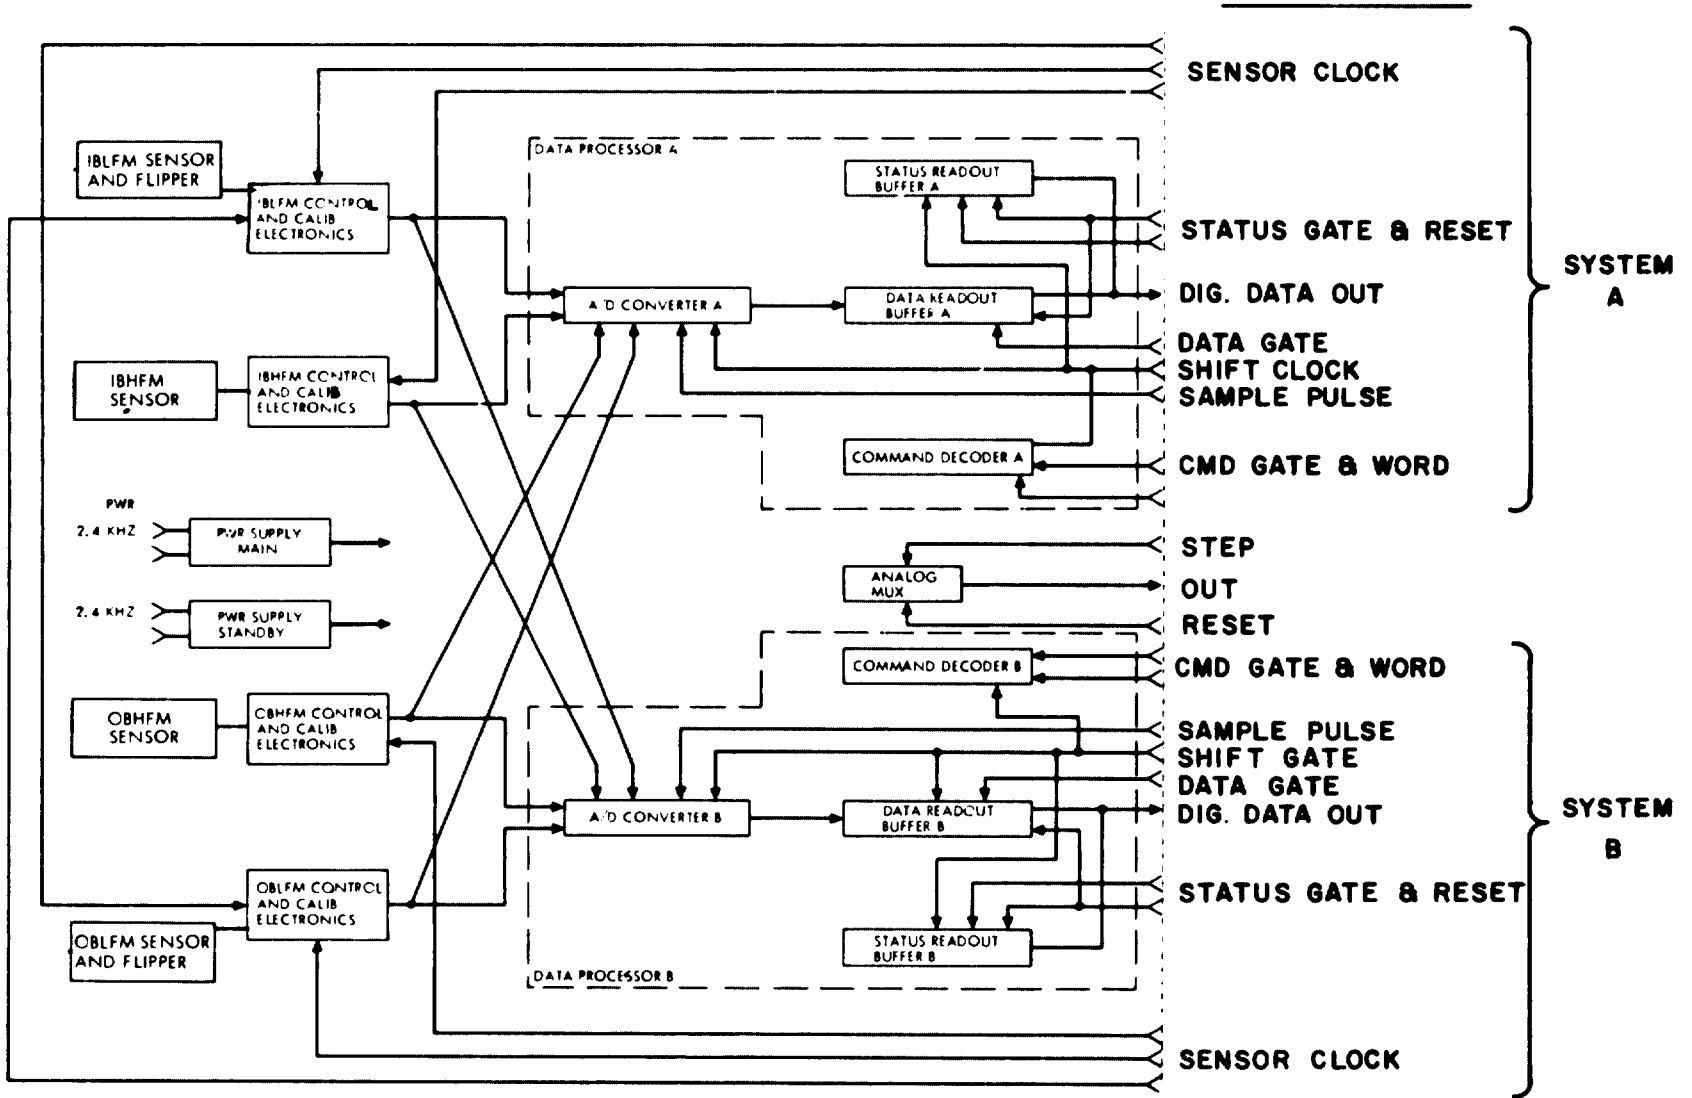 SENSOR CLOCK
IBLFM SENSOR
AND FLIPPER
IBLFM CONTROL
AND CALIB
ELECTRONICS
DATA PROCESSOR A
STATUS READOUT
BUFFER A
STATUS GATE & RESET
SYSTEM
A
A/D CONVERTER A
DATA READOUT
BUFFER A
DIG. DATA OUT
DATA GATE
SHIFT CLOCK
SAMPLE PULSE
IBHFM
SENSOR
IBHFM CONTROL
AND CALIB
ELECTRONICS
COMMAND DECODER A
CMD GATE & WORD
PWR
2.4 KHZ
PWR SUPPLY
MAIN
STEP
ANALOG
MUX
OUT
RESET
2.4 KHZ
PWR SUPPLY
STANDBY
COMMAND DECODER B
CMD GATE & WORD
OBHFM
SENSOR
OBHFM CONTROL
AND CALIB
ELECTRONICS
SAMPLE PULSE
SHIFT GATE
DATA GATE
DIG. DATA OUT
A/D CONVERTER B
DATA READOUT
BUFFER B
SYSTEM
B
OBLFM CONTROL
AND CALIB
ELECTRONICS
STATUS GATE & RESET
OBLFM SENSOR
AND FLIPPER
STATUS READOUT
BUFFER B
DATA PROCESSOR B
SENSOR CLOCK